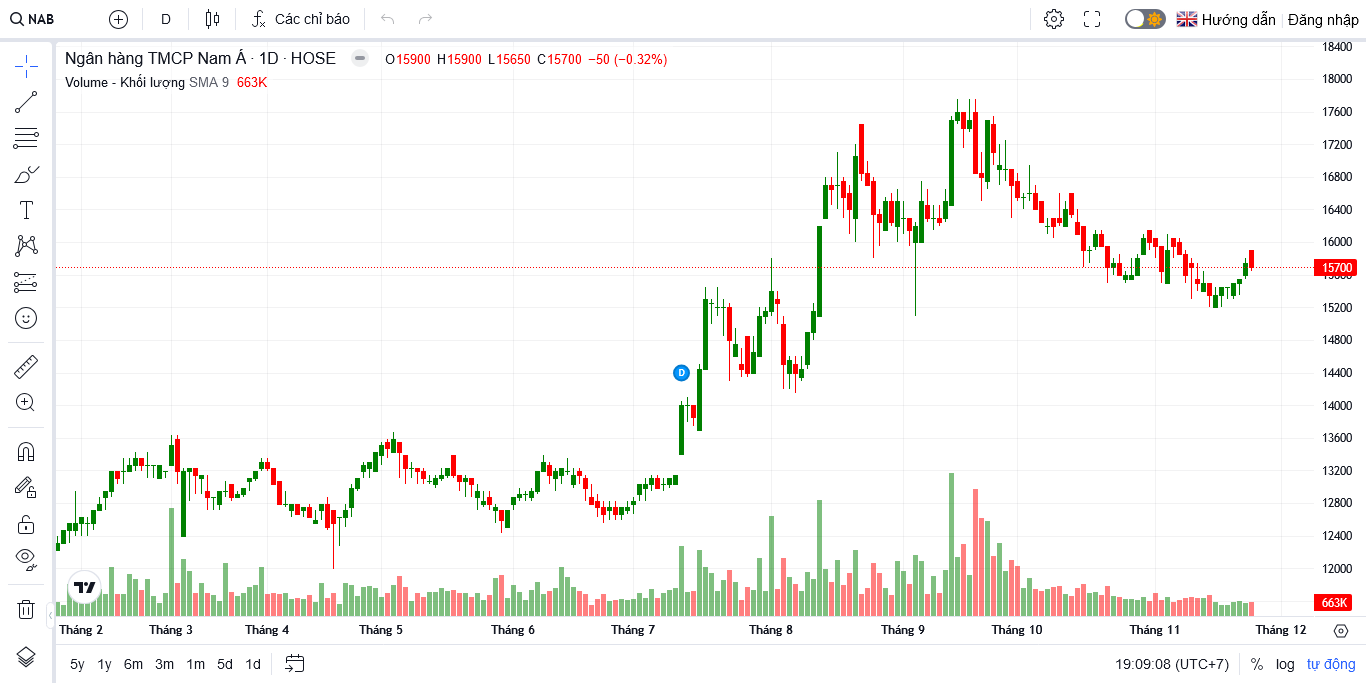 NAB D Các chỉ báo Hướng dẫn Đăng nhập
Ngân hàng TMCP Nam Á · 1D · HOSE O15900 H15900 L15650 C15700 −50 (−0.32%)
Volume - Khối lượng SMA 9 663K
18400
18000
17600
17200
16800
16400
16000
15700
15600
15200
14800
14400
D
14000
13600
13200
12800
12400
12000
663K
Tháng 2 Tháng 3 Tháng 4 Tháng 5 Tháng 6 Tháng 7 Tháng 8 Tháng 9 Tháng 10 Tháng 11 Tháng 12
5y 1y 6m 3m 1m 5d 1d 19:09:08 (UTC+7) % log tự động